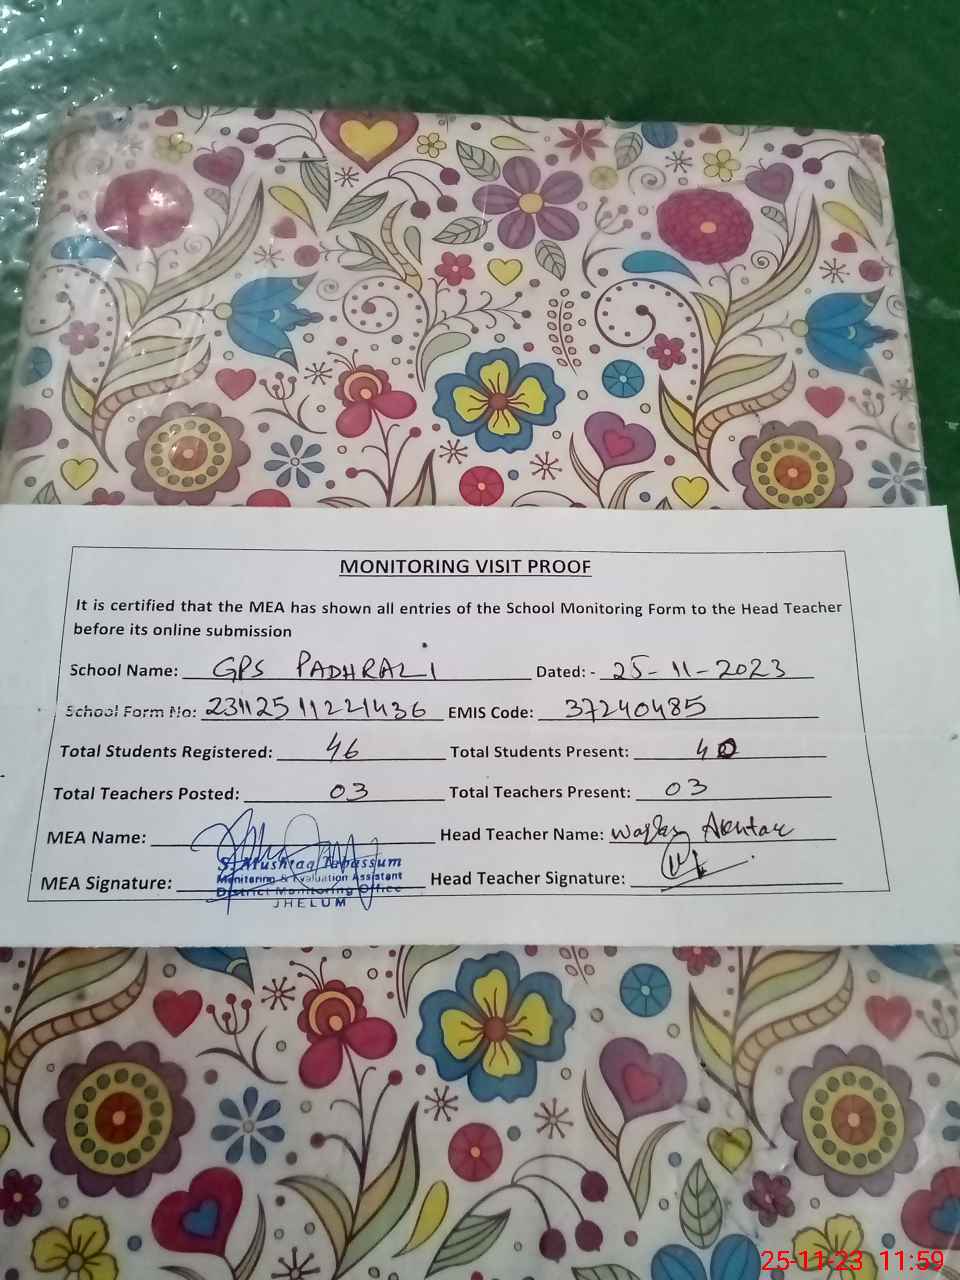 MONITORING VISIT PROOF
It is certified that the MEA has shown all entries of the School Monitoring Form to the Head Teacher
before its online submission
School Name: GPS PADHRALI Dated: - 25-11-2023
School Form No: 23112511221436 EMIS Code: 37240485
Total Students Registered: 46 Total Students Present: 40
Total Teachers Posted: 03 Total Teachers Present: 03
MEA Name: Head Teacher Name: Waqas Akhtar
S. Mushtaq Tabassum
Monitoring & Evaluation Assistant
MEA Signature: Head Teacher Signature:
District Monitoring Office
JHELUM
25-11-23 11:59